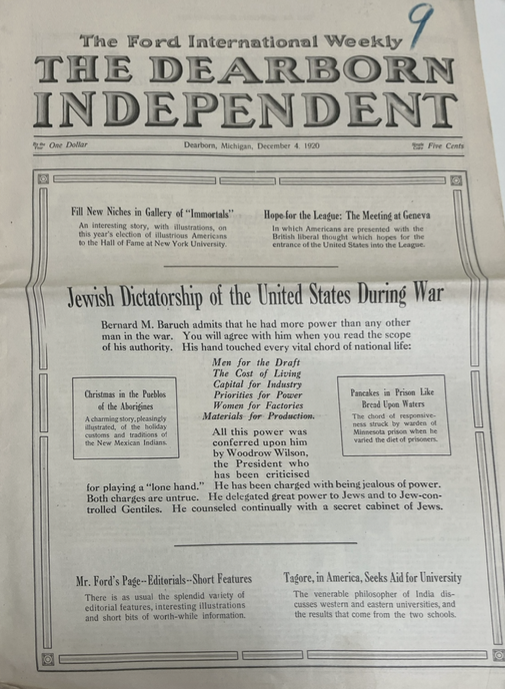 9
The Ford International Weekly
THE DEARBORN
INDEPENDENT
One Dollar
Dearborn, Michigan, December 4, 1920
Five Cents
Fill New Niches in Gallery of "Immortals"
An interesting story, with illustrations, on
this year's election of illustrious Americans
to the Hall of Fame at New York University.
Hope for the League: The Meeting at Geneva
In which Americans are presented with the
British liberal thought which hopes for the
entrance of the United States into the League.
Jewish Dictatorship of the United States During War
Bernard M. Baruch admits that he had more power than any other
man in the war. You will agree with him when you read the scope
of his authority. His hand touched every vital chord of national life:
Men for the Draft
The Cost of Living
Capital for Industry
Priorities for Power
Women for Factories
Materials for Production.
Christmas in the Pueblos
of the Aborigines
A charming story, pleasingly
illustrated, of the holiday
customs and traditions of
the New Mexican Indians.
Pancakes in Prison Like
Bread Upon Waters
The chord of responsive-
ness struck by warden of
Minnesota prison when he
varied the diet of prisoners.
All this power was
conferred upon him
by Woodrow Wilson,
the President who
has been criticised
for playing a "lone hand." He has been charged with being jealous of power.
Both charges are untrue. He delegated great power to Jews and to Jew-con-
trolled Gentiles. He counseled continually with a secret cabinet of Jews.
Mr. Ford's Page--Editorials--Short Features
There is as usual the splendid variety of
editorial features, interesting illustrations
and short bits of worth-while information.
Tagore, in America, Seeks Aid for University
The venerable philosopher of India dis-
cusses western and eastern universities, and
the results that come from the two schools.